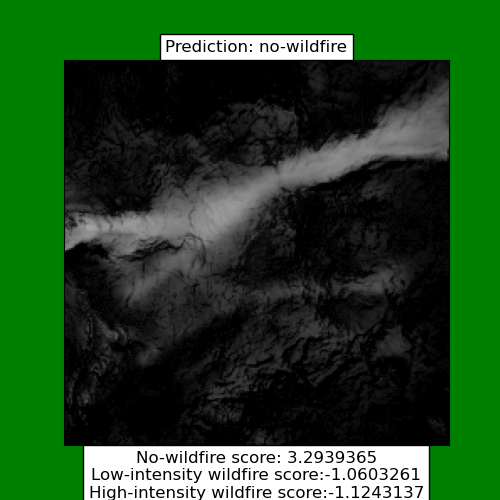 Prediction: no-wildfire
No-wildfire score: 3.2939365
Low-intensity wildfire score:-1.0603261
High-intensity wildfire score:-1.1243137